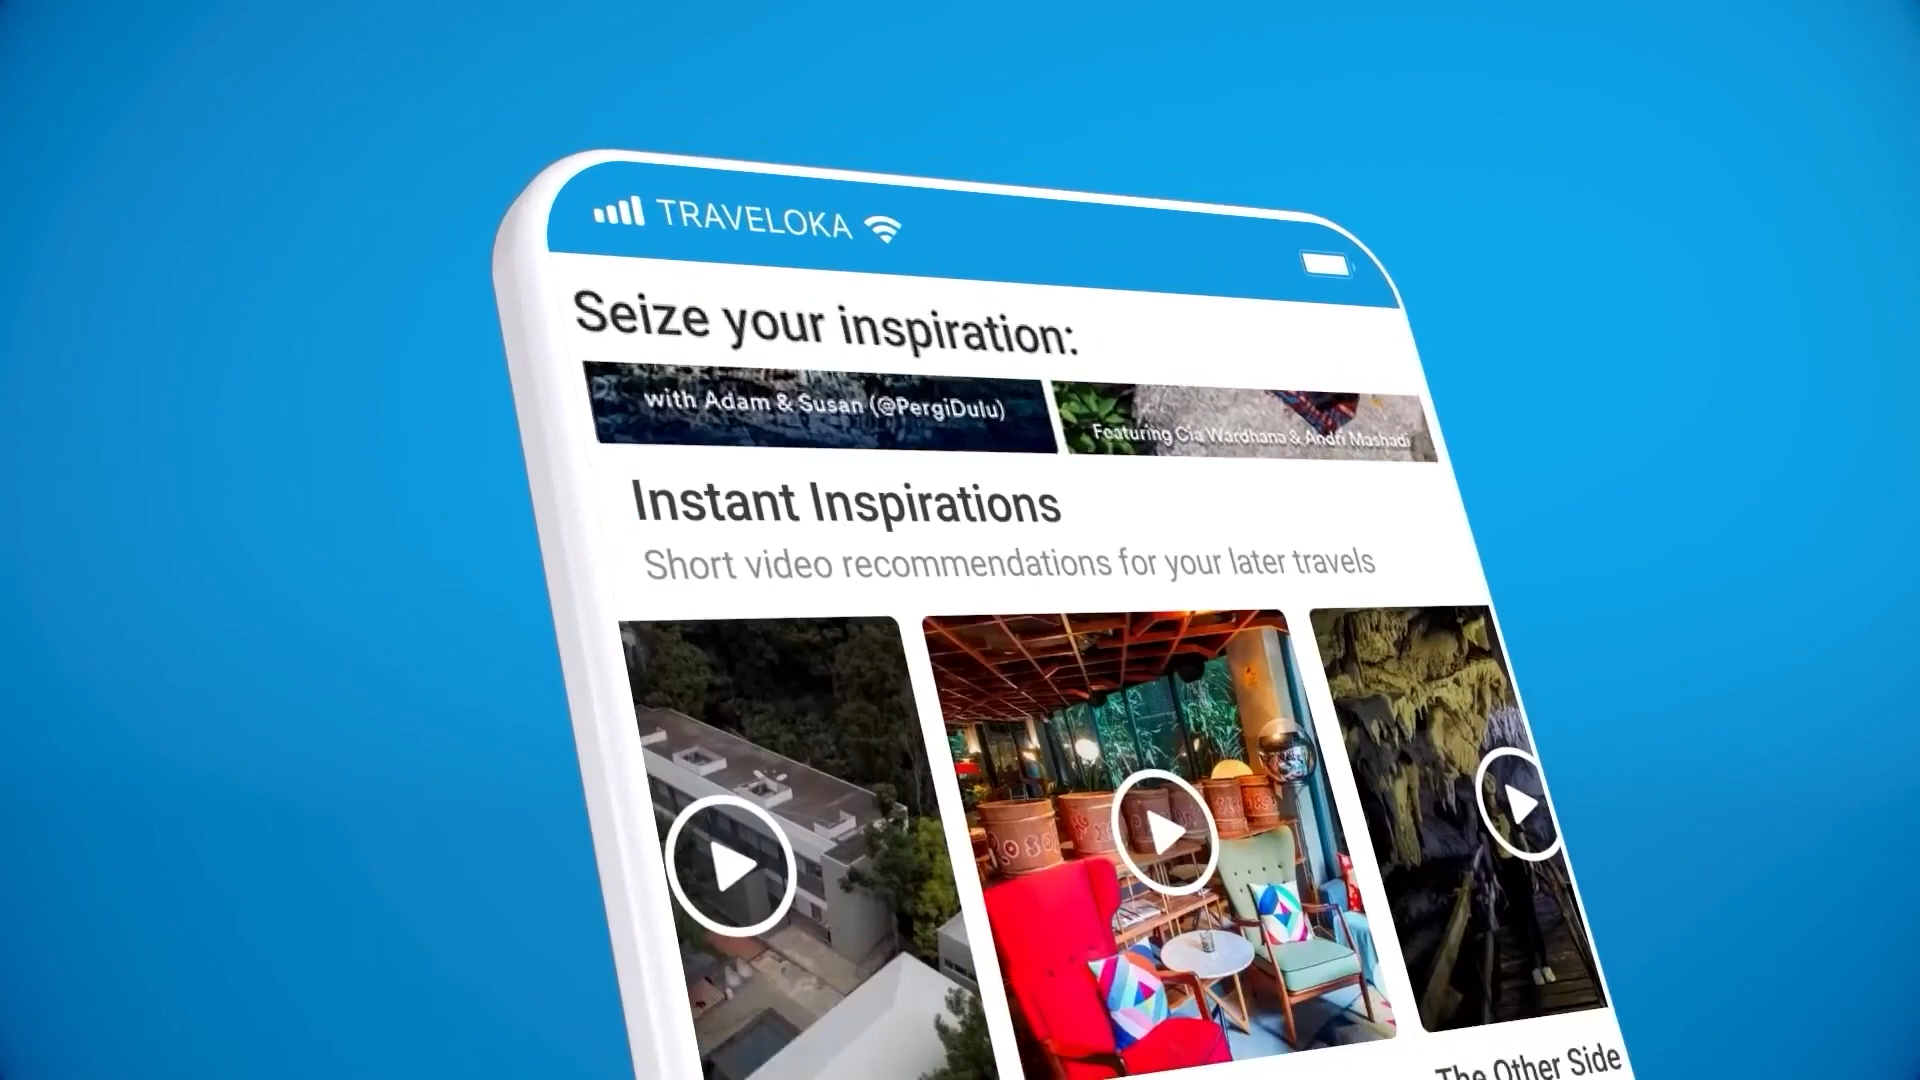 TRAVELOKA
Seize your inspiration:
with Adam & Susan (@PergiDulu)
Featuring Cia Wardhana & Andri Mashadi
Instant Inspirations
Short video recommendations for your later travels
The Other Side